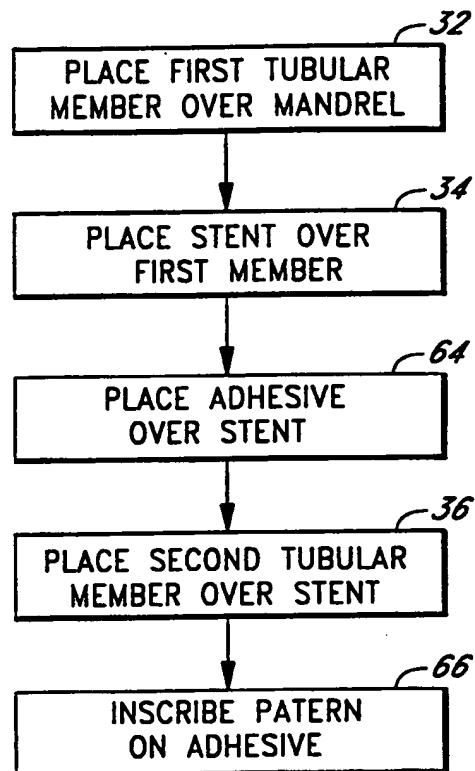 32
PLACE FIRST TUBULAR
MEMBER OVER MANDREL
34
PLACE STENT OVER
FIRST MEMBER
64
PLACE ADHESIVE
OVER STENT
36
PLACE SECOND TUBULAR
MEMBER OVER STENT
66
INSCRIBE PATERN
ON ADHESIVE